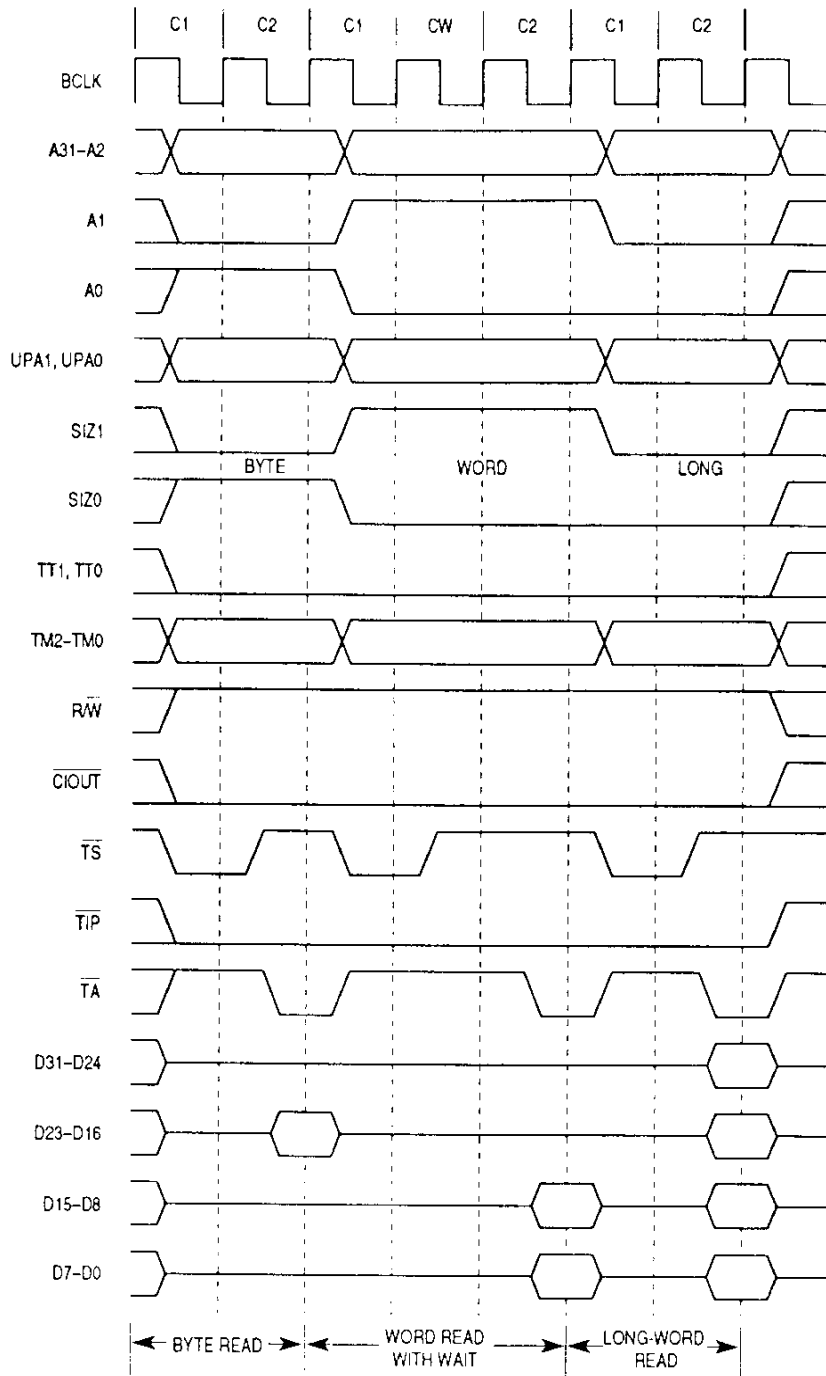 C1 C2 C1 CW C2 C1 C2
BCLK
A31–A2
A1
A0
UPA1, UPA0
SIZ1
BYTE WORD LONG
SIZ0
TT1, TT0
TM2–TM0
R/W
CIOUT
TS
TIP
TA
D31–D24
D23–D16
D15–D8
D7–D0
BYTE READ
WORD READ
WITH WAIT
LONG-WORD
READ